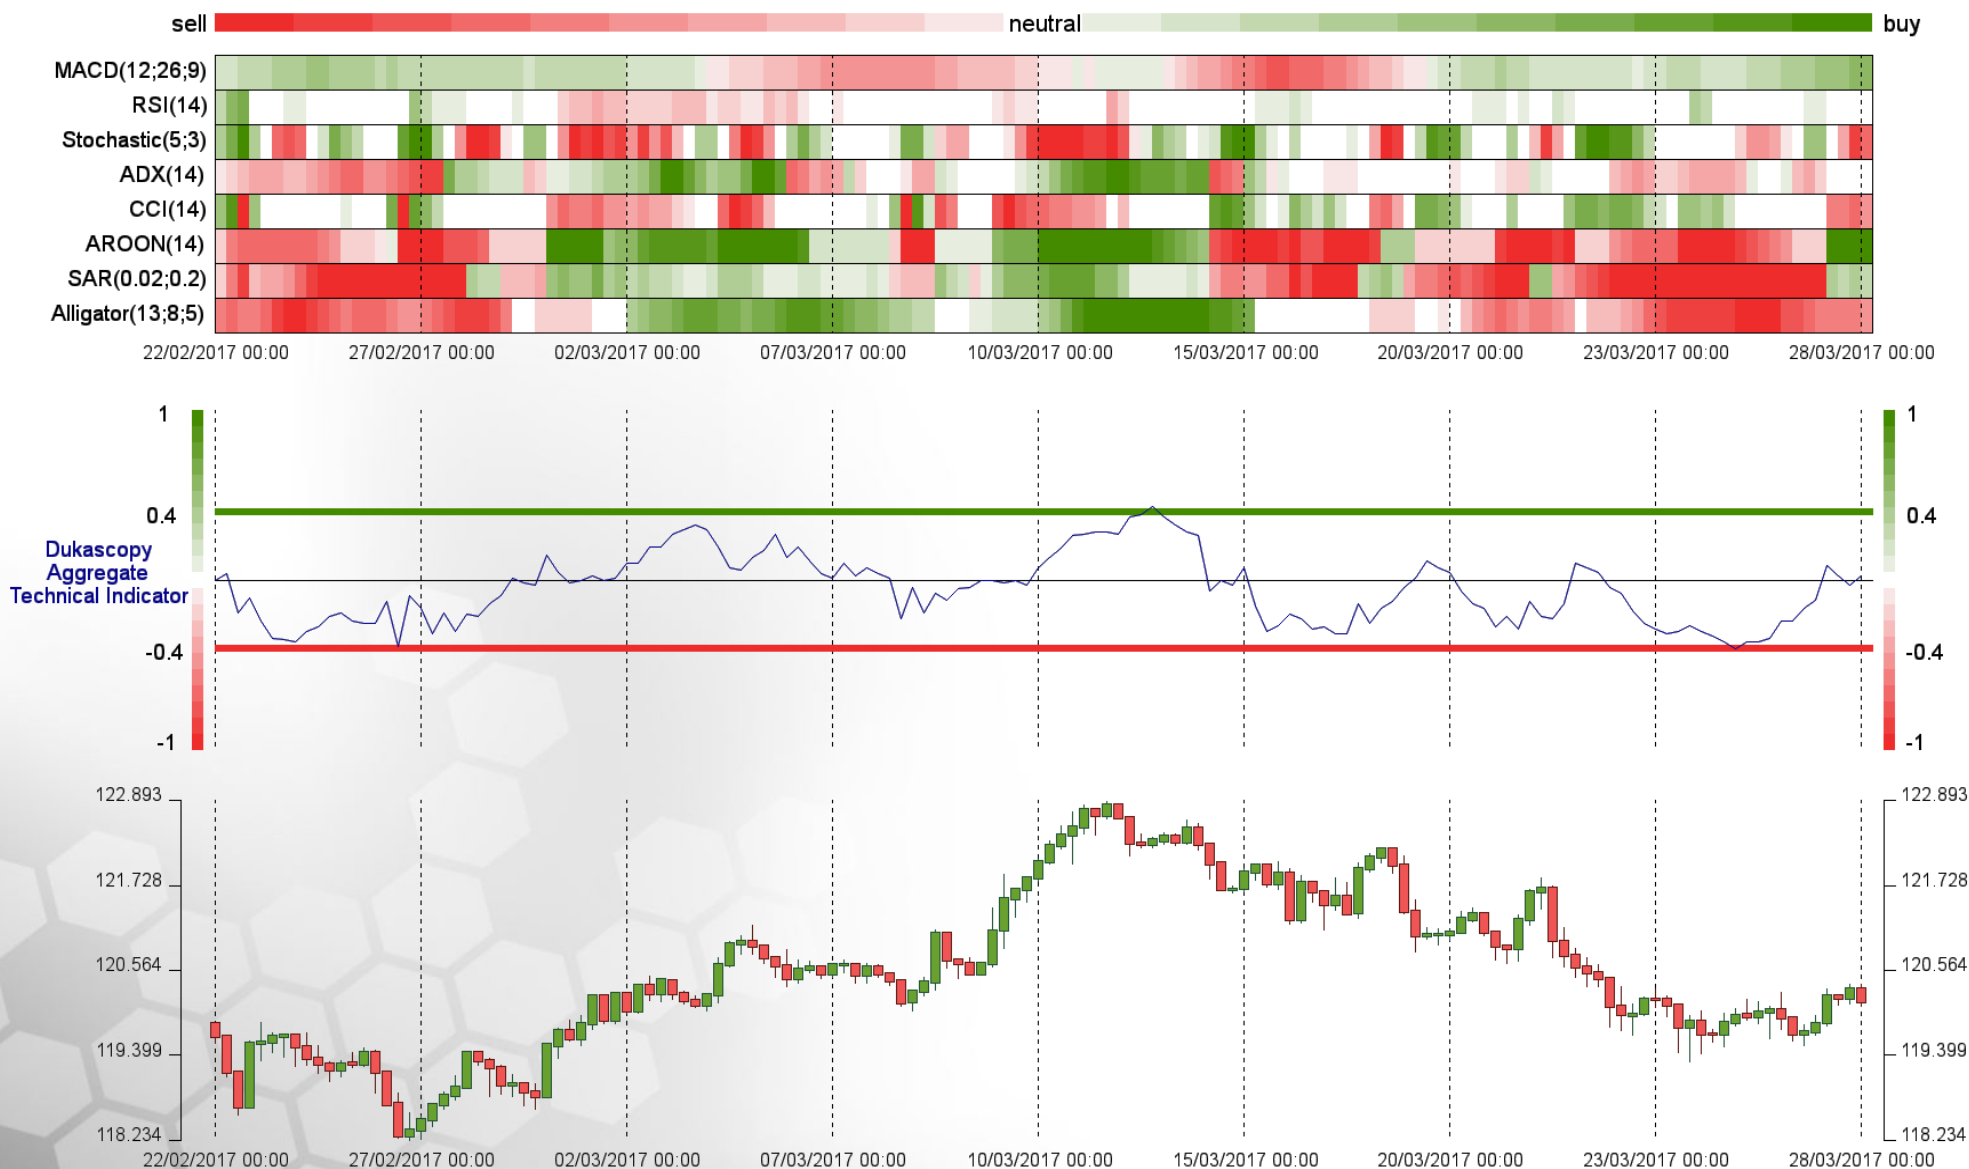 sell neutral buy
MACD(12;26;9)
RSI(14)
Stochastic(5;3)
ADX(14)
CCI(14)
AROON(14)
SAR(0.02;0.2)
Alligator(13;8;5)
22/02/2017 00:00 27/02/2017 00:00 02/03/2017 00:00 07/03/2017 00:00 10/03/2017 00:00 15/03/2017 00:00 20/03/2017 00:00 23/03/2017 00:00 28/03/2017 00:00
1 1
0.4 0.4
Dukascopy
Aggregate
Technical Indicator
-0.4 -0.4
-1 -1
122.893 122.893
121.728 121.728
120.564 120.564
119.399 119.399
118.234 118.234
22/02/2017 00:00 27/02/2017 00:00 02/03/2017 00:00 07/03/2017 00:00 10/03/2017 00:00 15/03/2017 00:00 20/03/2017 00:00 23/03/2017 00:00 28/03/2017 00:00